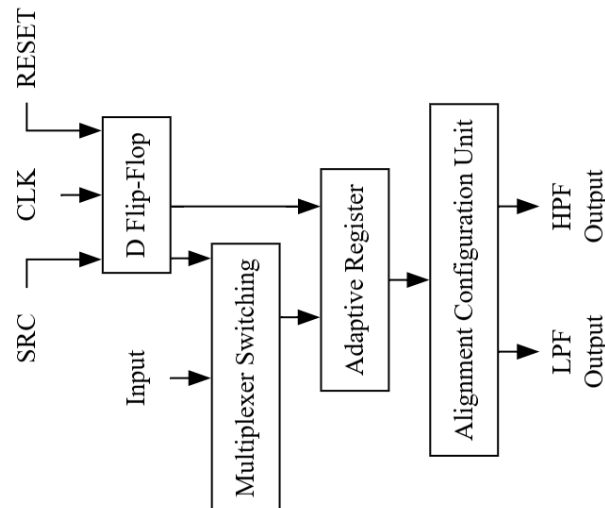 SRC
CLK
RESET
D Flip-Flop
Input
Multiplexer Switching
Adaptive Register
Alignment Configuration Unit
LPF
Output
HPF
Output